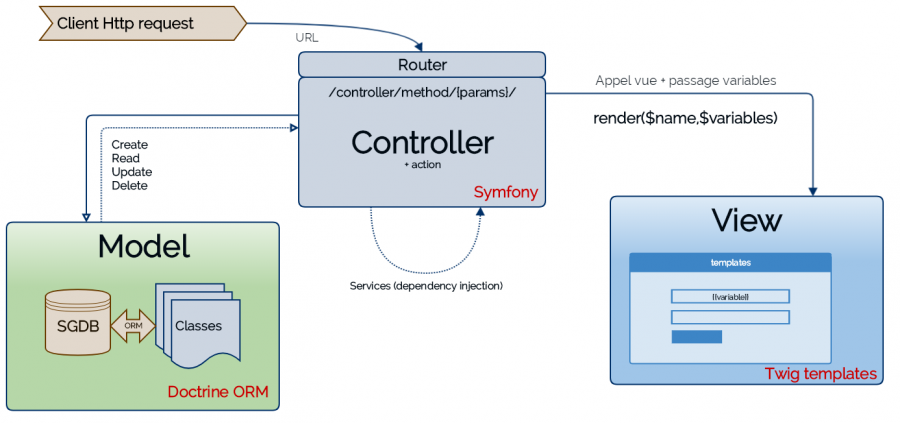 Client Http request
URL
Router
/controller/method/{params}/
Controller
+ action
Symfony
Appel vue + passage variables
render($name,$variables)
Create
Read
Update
Delete
Services (dependency injection)
Model
SGDB
ORM
Classes
Doctrine ORM
View
templates
{{variable}}
Twig templates